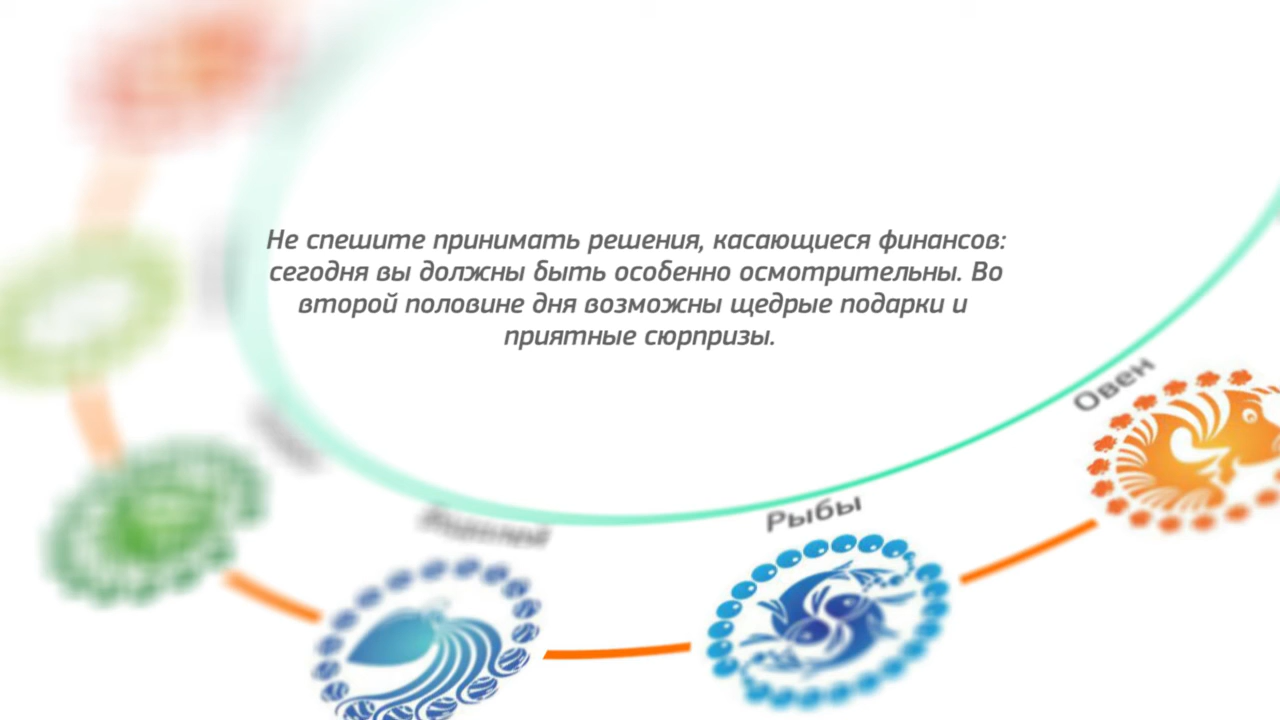 Не спешите принимать решения, касающиеся финансов:
сегодня вы должны быть особенно осмотрительны. Во
второй половине дня возможны щедрые подарки и
приятные сюрпризы.
Овен
Рыбы